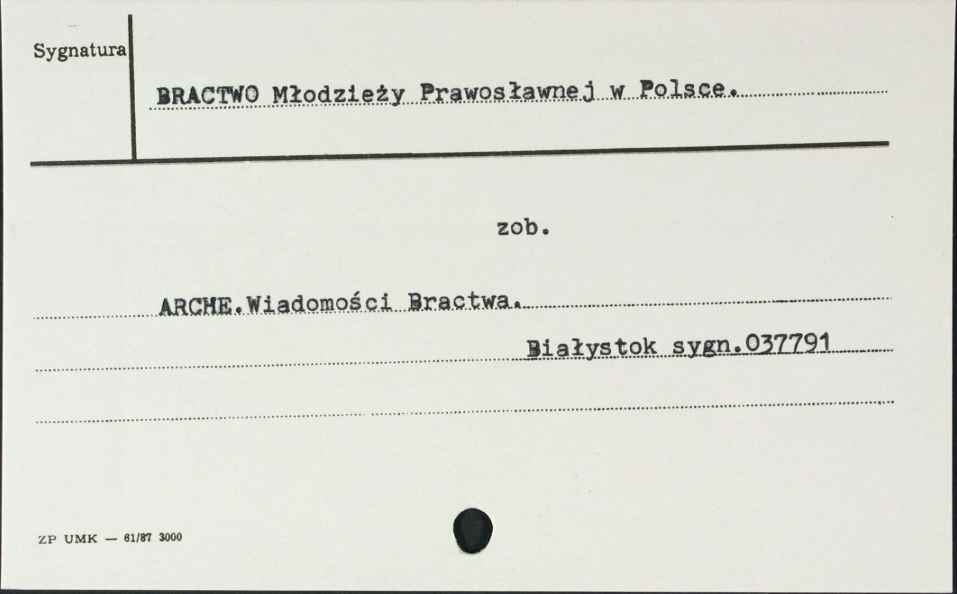 Sygnatura
BRACTWO Młodzieży Prawosławnej w Polsce.
zob.
ARCHE.Wiadomości Bractwa.
Białystok sygn.037791
ZP UMK — 61/87 3000